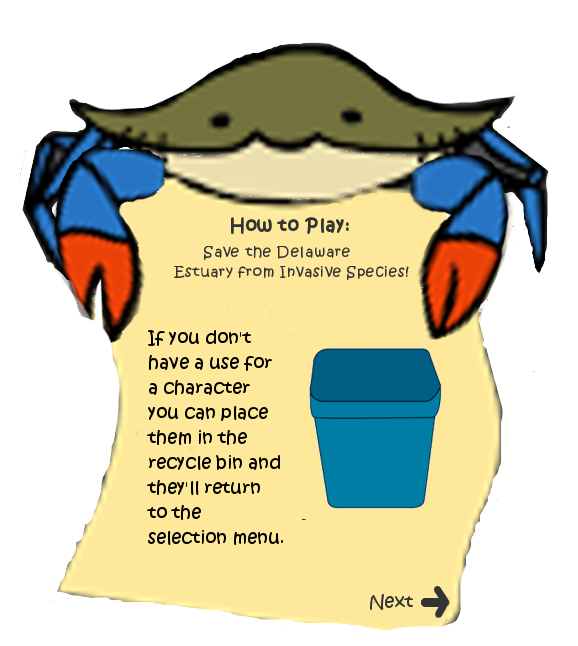 How to Play:
Save the Delaware
Estuary from Invasive Species!
If you don't
have a use for
a character
you can place
them in the
recycle bin and
they'll return
to the
selection menu.
Next